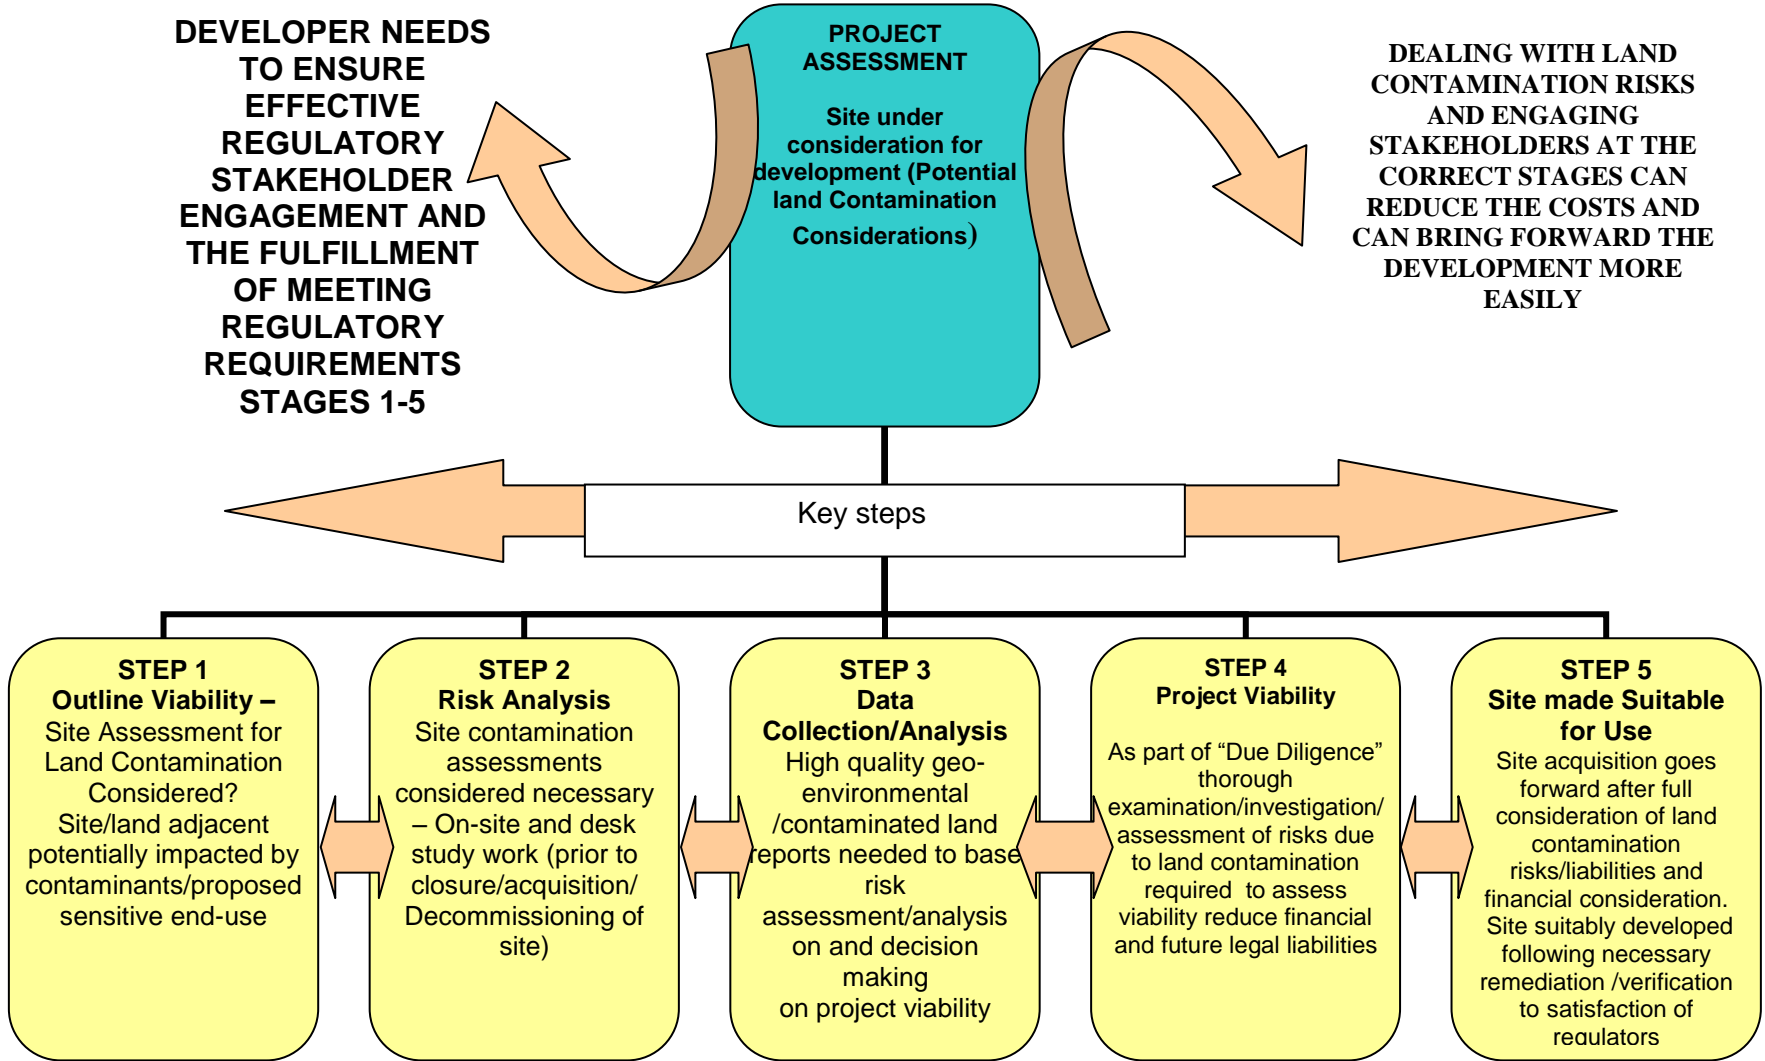 DEVELOPER NEEDS
TO ENSURE
EFFECTIVE
REGULATORY
STAKEHOLDER
ENGAGEMENT AND
THE FULFILLMENT
OF MEETING
REGULATORY
REQUIREMENTS
STAGES 1-5
PROJECT
ASSESSMENT
Site under
consideration for
development (Potential
land Contamination
Considerations)
DEALING WITH LAND
CONTAMINATION RISKS
AND ENGAGING
STAKEHOLDERS AT THE
CORRECT STAGES CAN
REDUCE THE COSTS AND
CAN BRING FORWARD THE
DEVELOPMENT MORE
EASILY
Key steps
STEP 1
Outline Viability –
Site Assessment for
Land Contamination
Considered?
Site/land adjacent
potentially impacted by
contaminants/proposed
sensitive end-use
STEP 2
Risk Analysis
Site contamination
assessments
considered necessary
– On-site and desk
study work (prior to
closure/acquisition/
Decommissioning of
site)
STEP 3
Data
Collection/Analysis
High quality geo-
environmental
/contaminated land
reports needed to base
risk
assessment/analysis
on and decision
making
on project viability
STEP 4
Project Viability
As part of “Due Diligence”
thorough
examination/investigation/
assessment of risks due
to land contamination
required to assess
viability reduce financial
and future legal liabilities
STEP 5
Site made Suitable
for Use
Site acquisition goes
forward after full
consideration of land
contamination
risks/liabilities and
financial consideration.
Site suitably developed
following necessary
remediation /verification
to satisfaction of
regulators